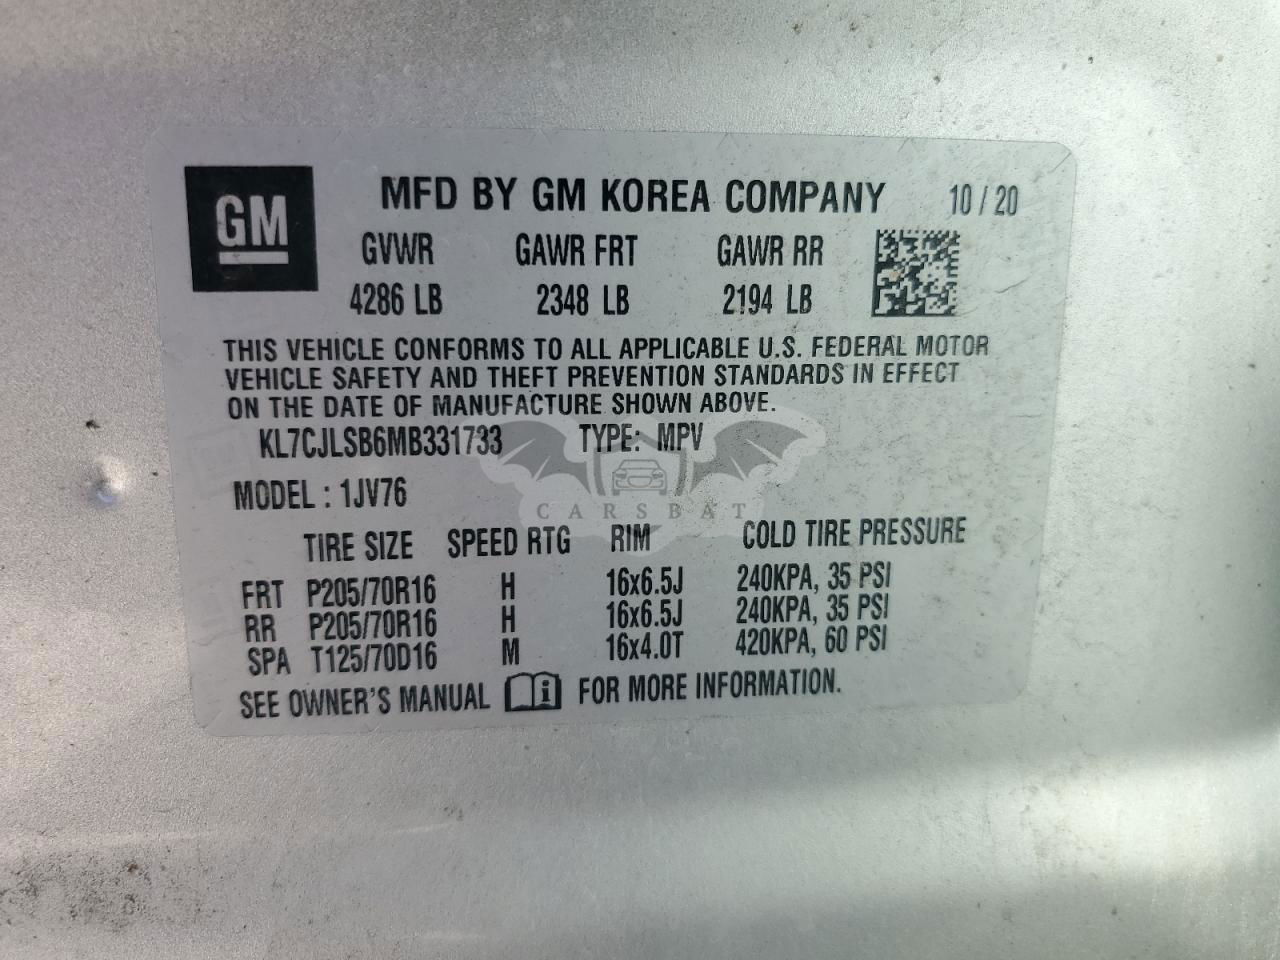 GM
MFD BY GM KOREA COMPANY 10 / 20
GVWR GAWR FRT GAWR RR
4286 LB 2348 LB 2194 LB
THIS VEHICLE CONFORMS TO ALL APPLICABLE U.S. FEDERAL MOTOR
VEHICLE SAFETY AND THEFT PREVENTION STANDARDS IN EFFECT
ON THE DATE OF MANUFACTURE SHOWN ABOVE.
KL7CJLSB6MB331733 TYPE: MPV
MODEL : 1JV76
CARSBAT
TIRE SIZE SPEED RTG RIM COLD TIRE PRESSURE
FRT P205/70R16 H 16x6.5J 240KPA, 35 PSI
RR P205/70R16 H 16x6.5J 240KPA, 35 PSI
SPA T125/70D16 M 16x4.0T 420KPA, 60 PSI
SEE OWNER'S MANUAL i FOR MORE INFORMATION.